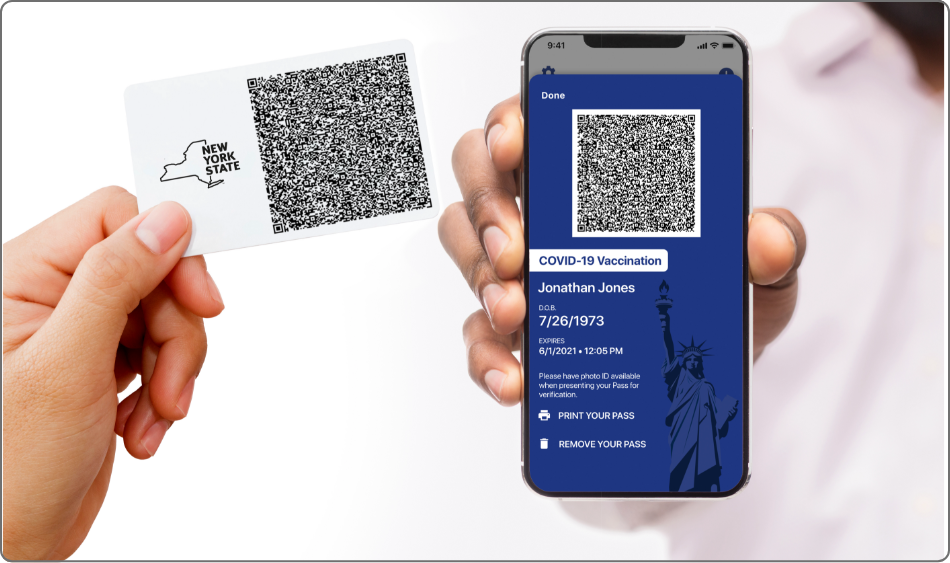 NEW
YORK
STATE
9:41
Done
COVID-19 Vaccination
Jonathan Jones
D.O.B.
7/26/1973
EXPIRES
6/1/2021 • 12:05 PM
Please have photo ID available
when presenting your Pass for
verification.
PRINT YOUR PASS
REMOVE YOUR PASS